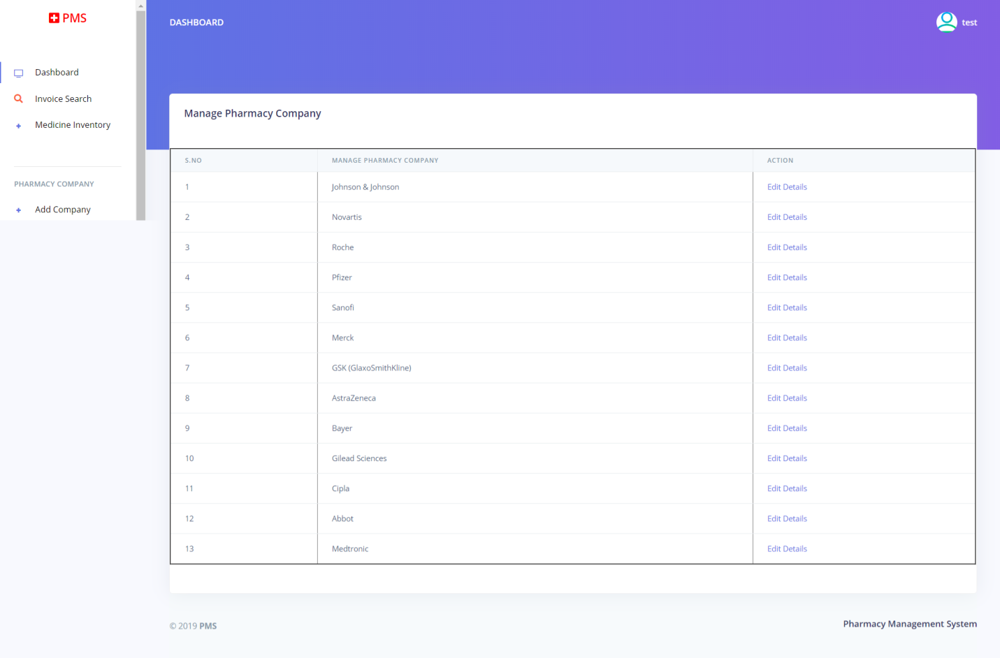 PMS
Dashboard
Invoice Search
Medicine Inventory
PHARMACY COMPANY
Add Company
DASHBOARD
test
Manage Pharmacy Company
S.NO MANAGE PHARMACY COMPANY ACTION
1 Johnson & Johnson Edit Details
2 Novartis Edit Details
3 Roche Edit Details
4 Pfizer Edit Details
5 Sanofi Edit Details
6 Merck Edit Details
7 GSK (GlaxoSmithKline) Edit Details
8 AstraZeneca Edit Details
9 Bayer Edit Details
10 Gilead Sciences Edit Details
11 Cipla Edit Details
12 Abbot Edit Details
13 Medtronic Edit Details
© 2019 PMS
Pharmacy Management System